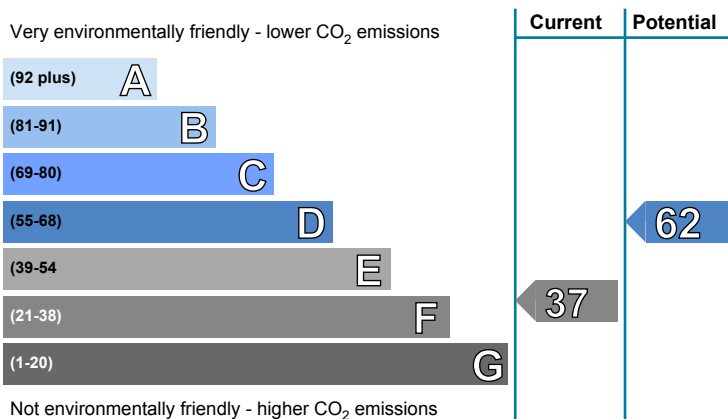 Current Potential
Very environmentally friendly - lower CO2 emissions
(92 plus) A
(81-91) B
(69-80) C
(55-68) D 62
(39-54 E
(21-38) F 37
(1-20) G
Not environmentally friendly - higher CO2 emissions